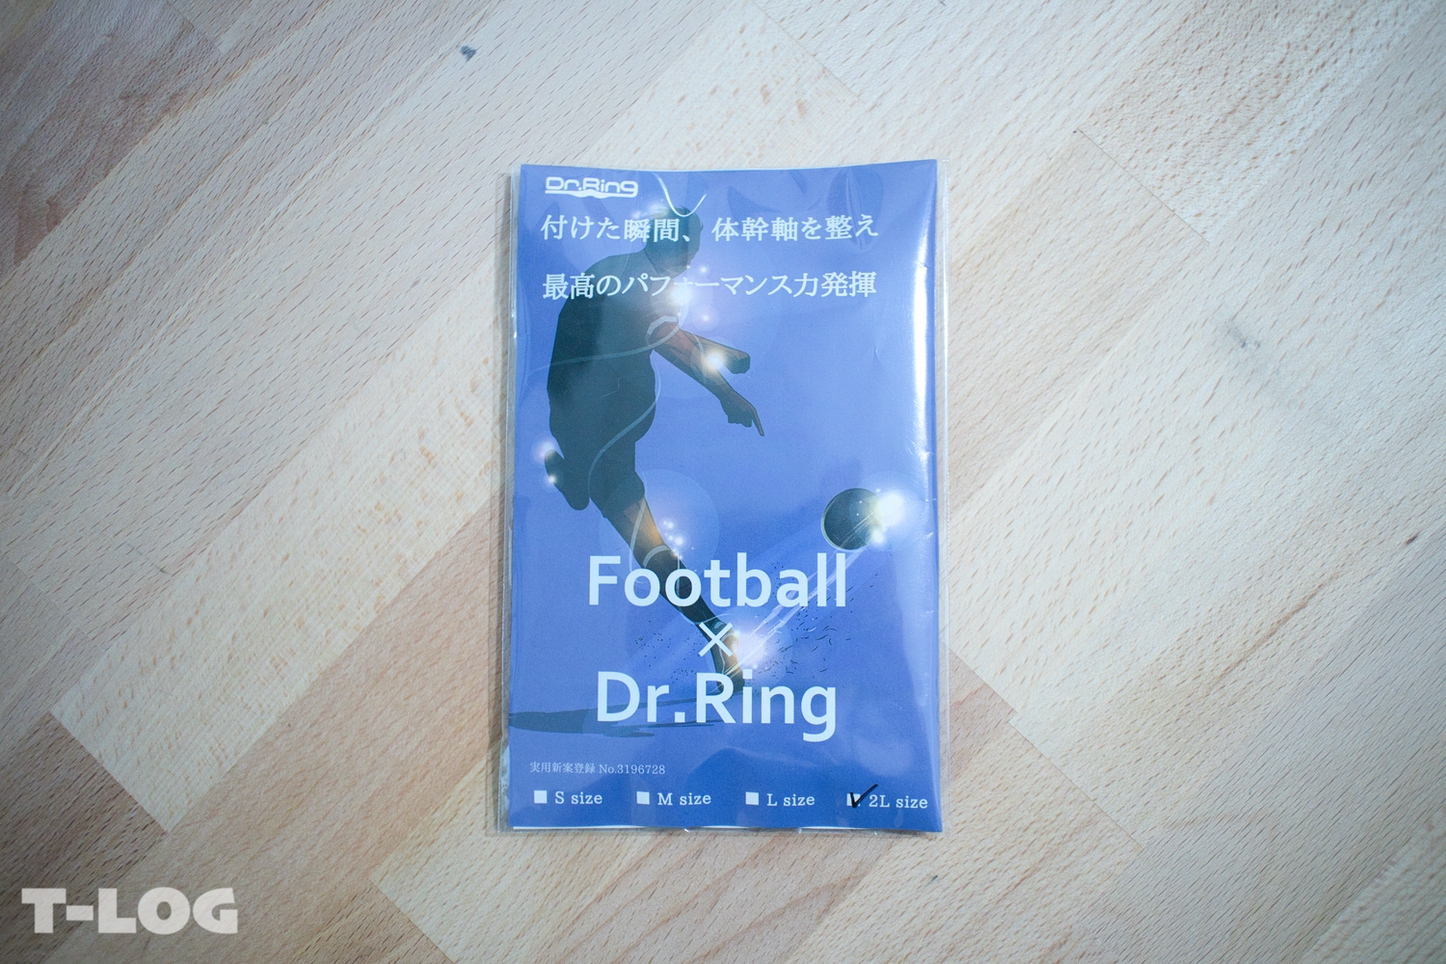 Dr.Ring
付けた瞬間、体幹軸を整え
最高のパフォーマンス力発揮
Football
×
Dr.Ring
実用新案登録 No.3196728
S size M size L size 2L size
T-LOG